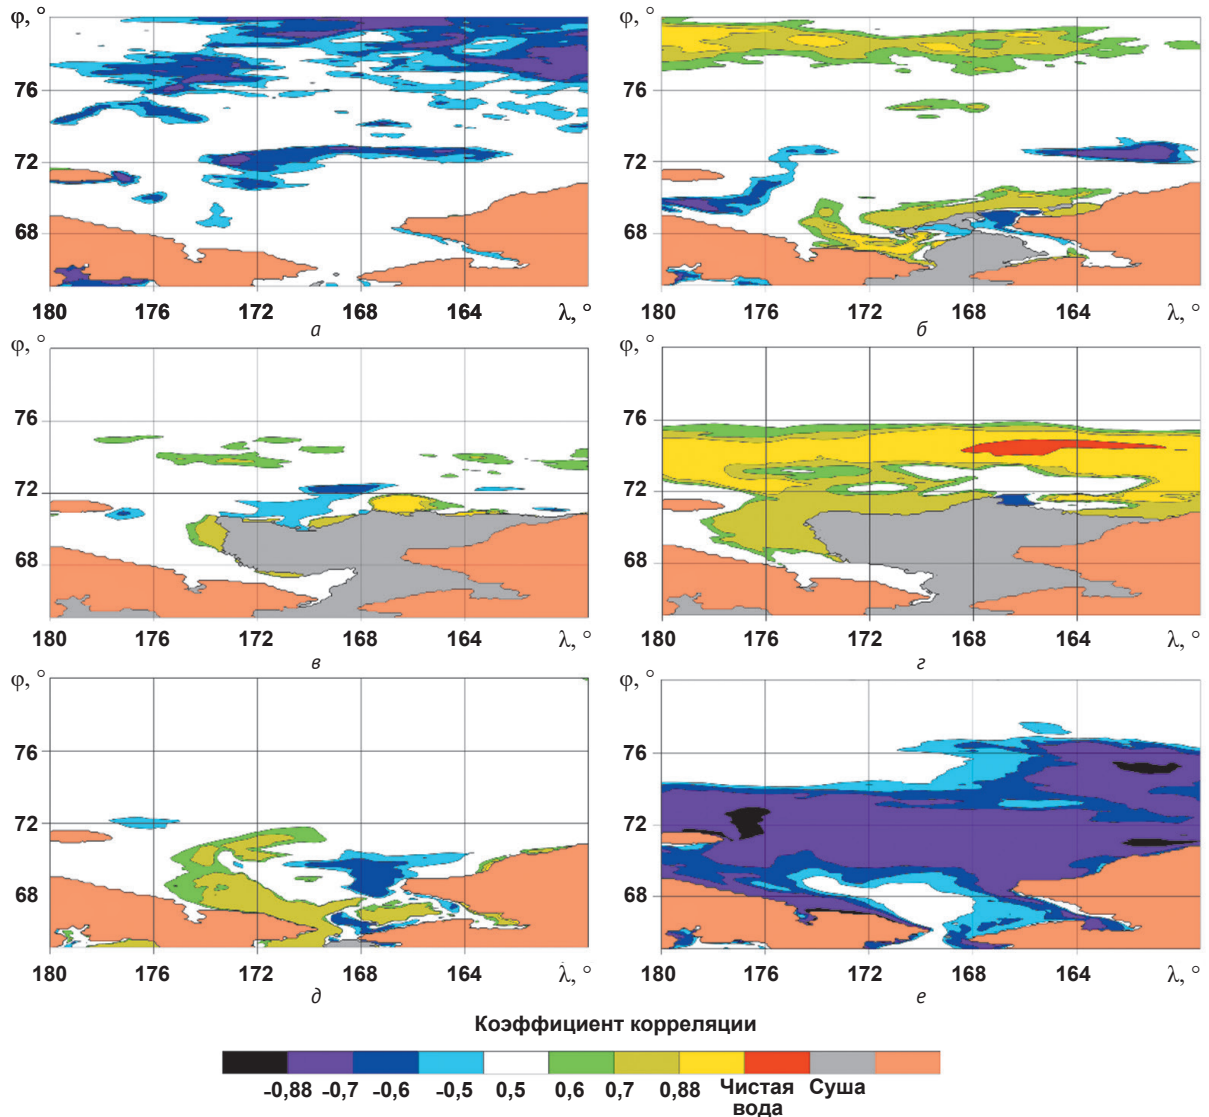 φ, °
φ, °
76
76
72
72
68
68
180 176 172 168 164 λ, °
180 176 172 168 164 λ, °
а
б
φ, °
φ, °
76
76
72
72
68
68
180 176 172 168 164 λ, °
180 176 172 168 164 λ, °
в
г
φ, °
φ, °
76
76
72
72
68
68
180 176 172 168 164 λ, °
180 176 172 168 164 λ, °
д
е
Коэффициент корреляции
-0,88 -0,7 -0,6 -0,5 0,5 0,6 0,7 0,88 Чистая Суша
вода